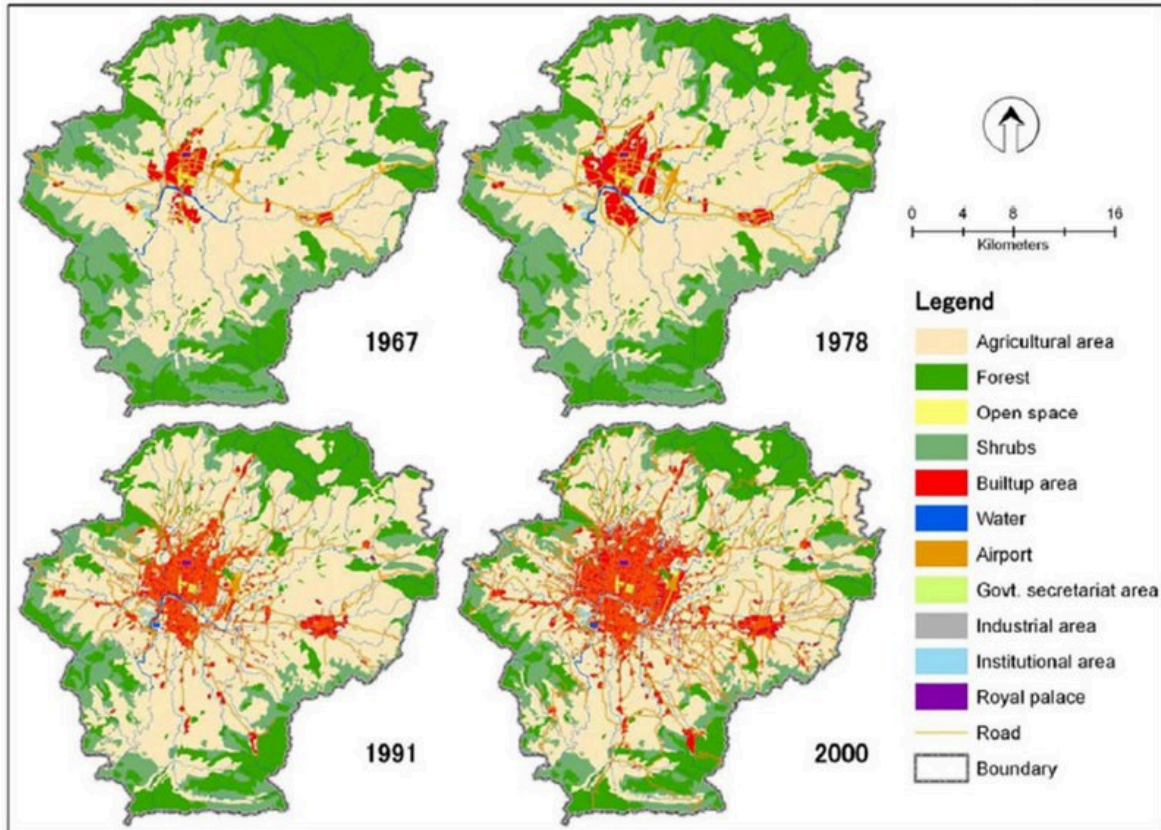 1967
1978
0 4 8 16
Kilometers
Legend
Agricultural area
Forest
Open space
Shrubs
Builtup area
Water
Airport
Govt. secretariat area
Industrial area
Institutional area
Royal palace
Road
Boundary
1991
2000